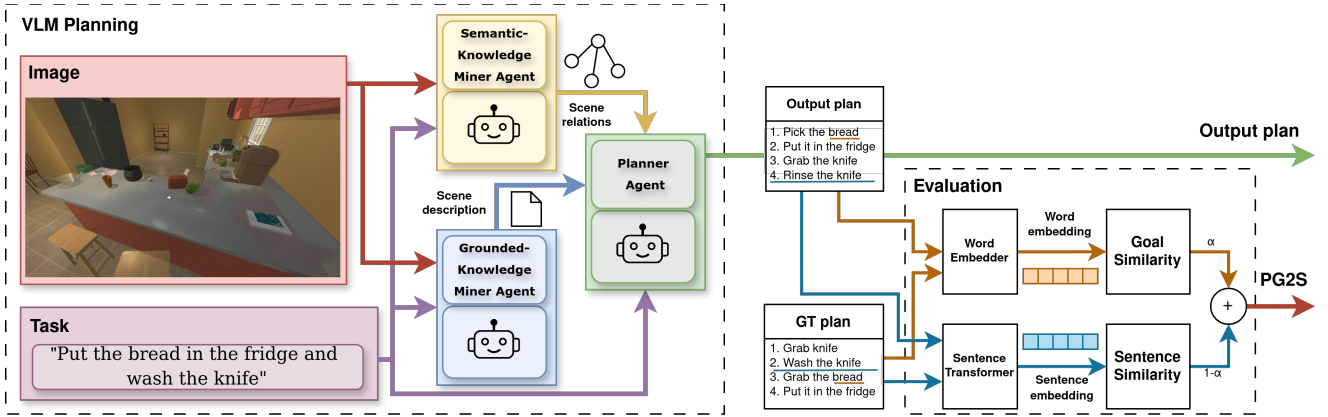 VLM Planning
Image
Task
"Put the bread in the fridge and
wash the knife"
Semantic-
Knowledge
Miner Agent
Scene
relations
Scene
description
Grounded-
Knowledge
Miner Agent
Planner
Agent
Output plan
1. Pick the bread
2. Put it in the fridge
3. Grab the knife
4. Rinse the knife
GT plan
1. Grab knife
2. Wash the knife
3. Grab the bread
4. Put it in the fridge
Output plan
Evaluation
Word
Embedder
Word
embedding
Goal
Similarity
α
Sentence
Transformer
Sentence
embedding
Sentence
Similarity
1-α
+
PG2S